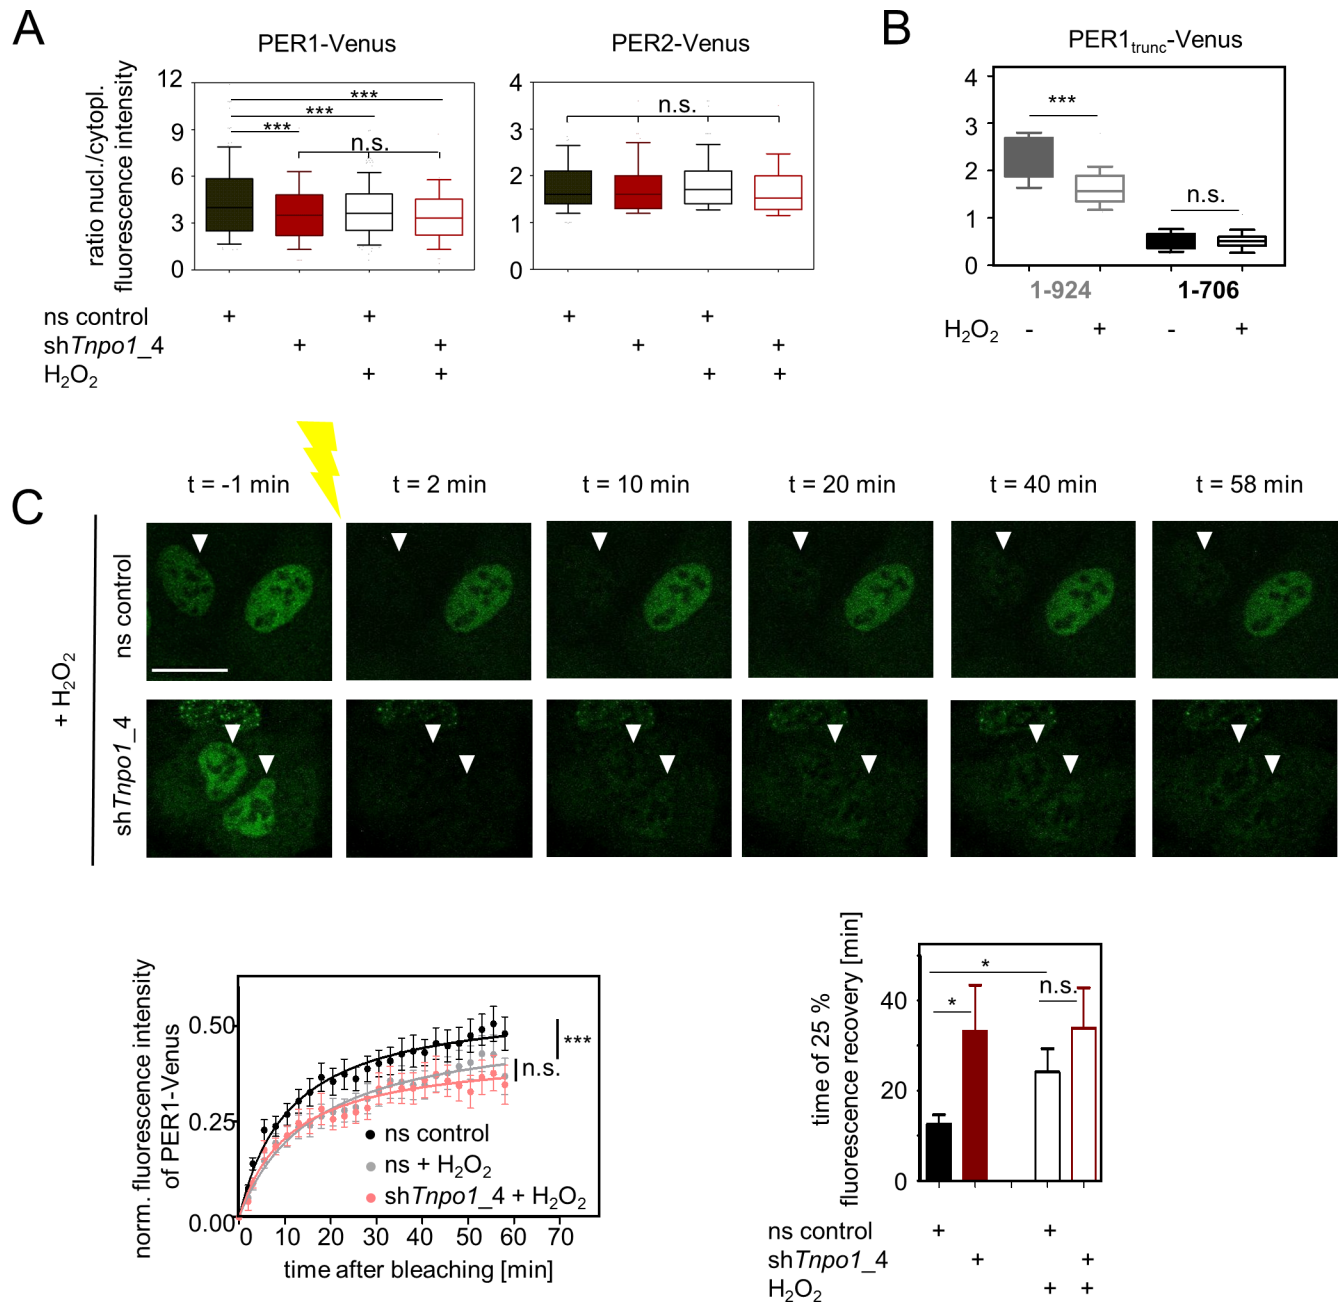 A
PER1-Venus
PER2-Venus
B
PER1trunc-Venus
ratio nucl./cytopl.
fluorescence intensity
12
9
6
3
0
***
***
***
n.s.
4
3
2
1
0
n.s.
4
3
2
1
0
***
n.s.
1-924
1-706
H2O2
-
+
-
+
ns control
+
+
+
+
shTnpo1_4
+
+
+
+
H2O2
+
+
+
+
C
t = -1 min
t = 2 min
t = 10 min
t = 20 min
t = 40 min
t = 58 min
+ H2O2
ns control
shTnpo1_4
norm. fluorescence intensity
of PER1-Venus
0.50
0.25
0.00
***
n.s.
ns control
ns + H2O2
shTnpo1_4 + H2O2
0 10 20 30 40 50 60 70
time after bleaching [min]
time of 25 %
fluorescence recovery [min]
40
20
0
*
*
n.s.
ns control
+
+
shTnpo1_4
+
+
H2O2
+
+